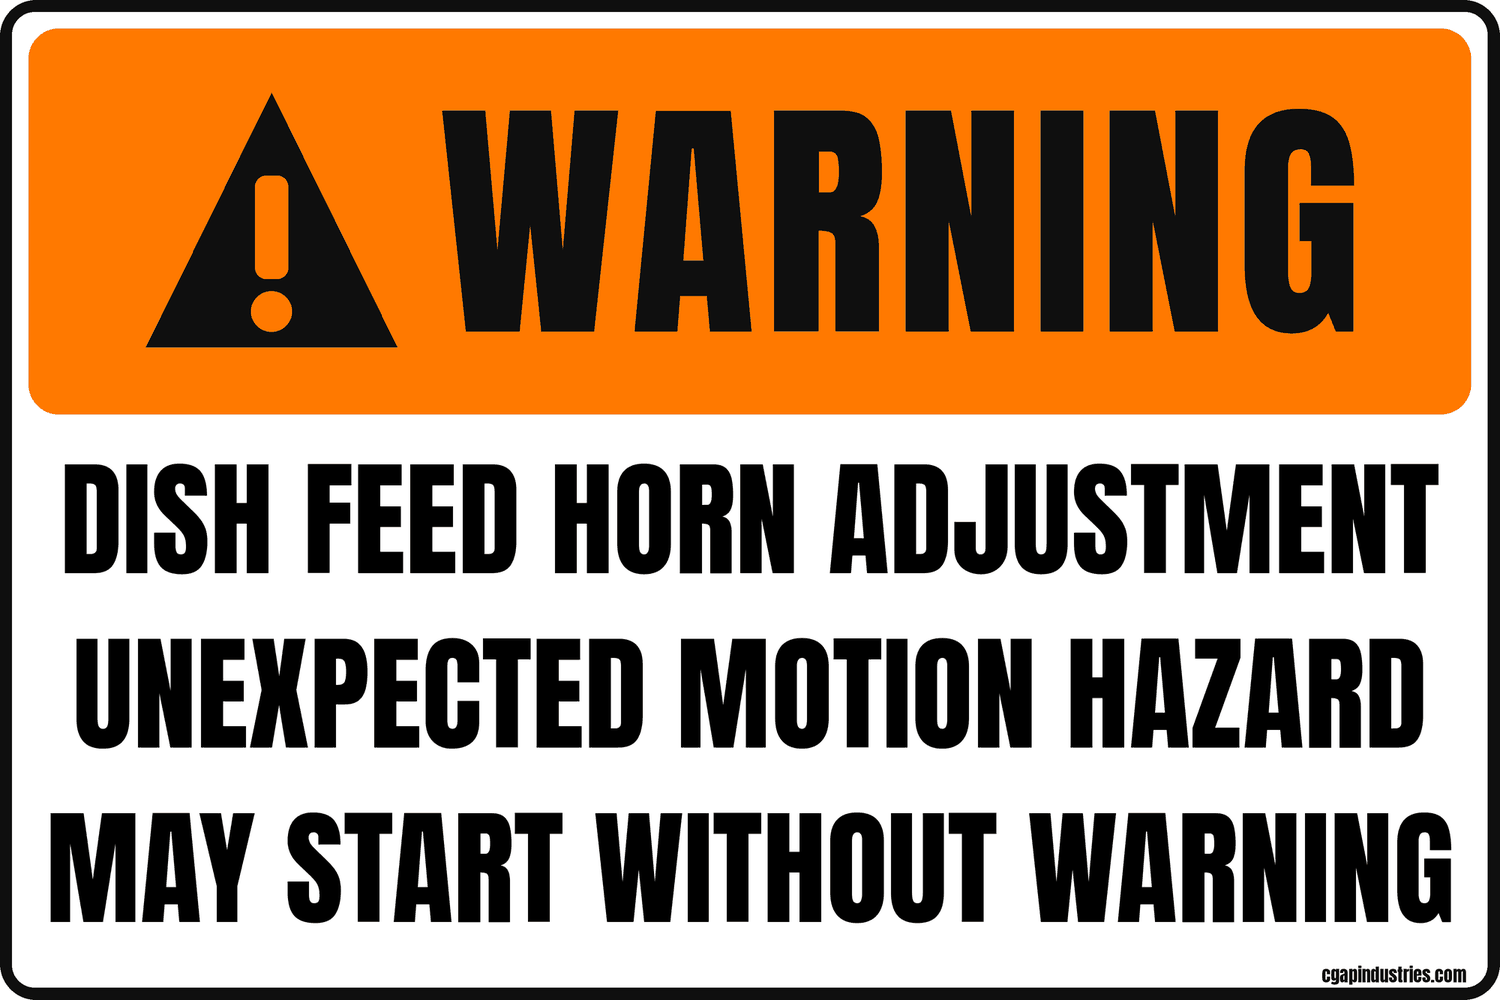 WARNING
DISH FEED HORN ADJUSTMENT
UNEXPECTED MOTION HAZARD
MAY START WITHOUT WARNING
cgapindustries.com